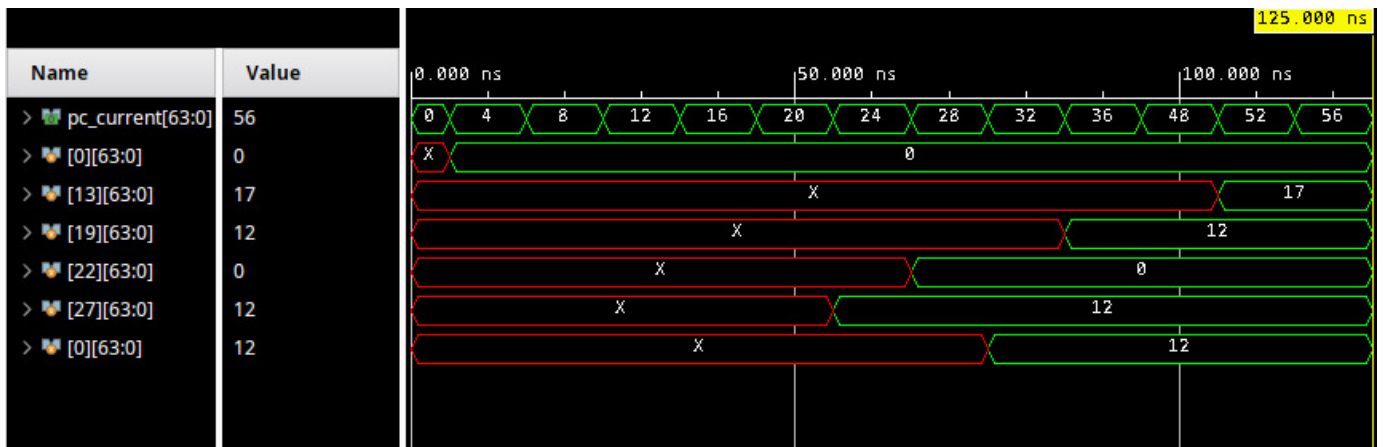 125.000 ns
Name Value 0.000 ns 50.000 ns 100.000 ns
pc_current[63:0] 56 0 4 8 12 16 20 24 28 32 36 48 52 56
[0][63:0] 0 X 0
[13][63:0] 17 X 17
[19][63:0] 12 X 12
[22][63:0] 0 X 0
[27][63:0] 12 X 12
[0][63:0] 12 X 12